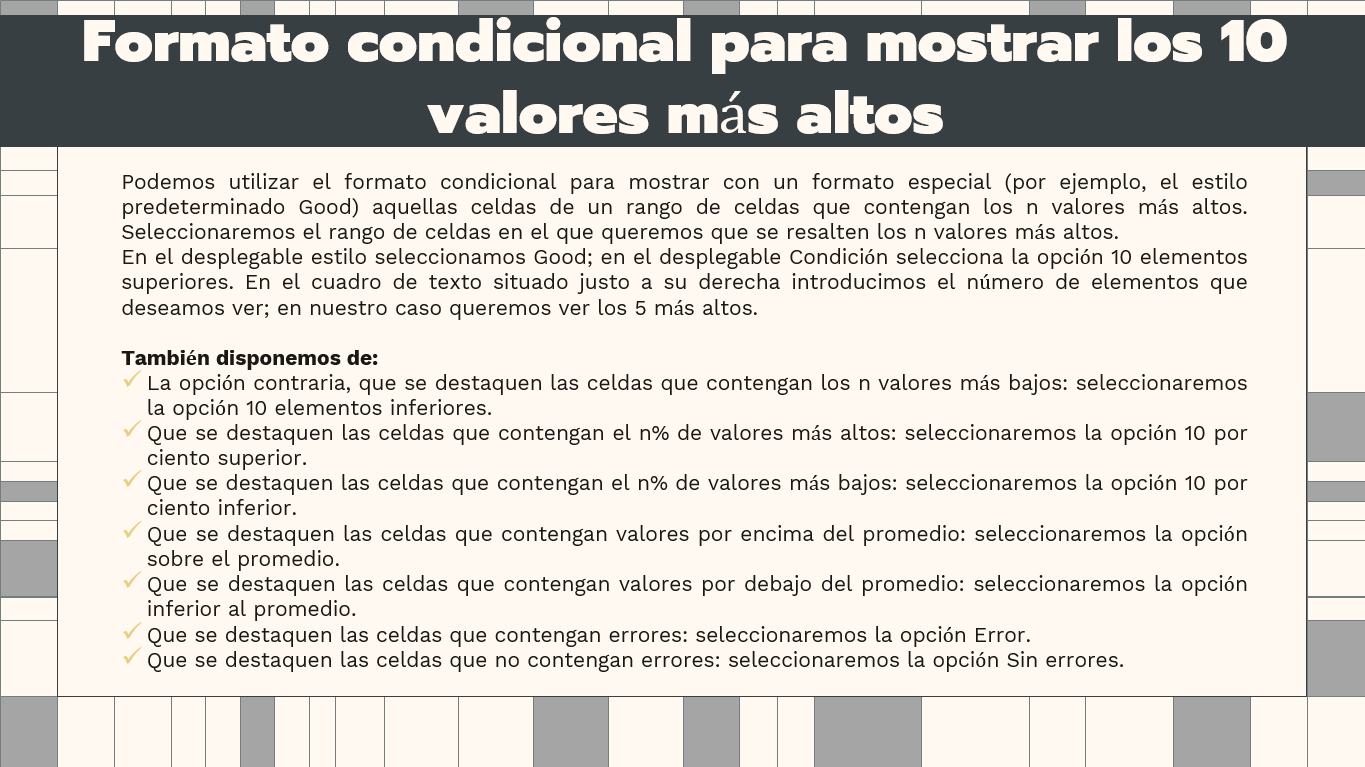 Formato condicional para mostrar los 10
valores más altos
Podemos utilizar el formato condicional para mostrar con un formato especial (por ejemplo, el estilo
predeterminado Good) aquellas celdas de un rango de celdas que contengan los n valores más altos.
Seleccionaremos el rango de celdas en el que queremos que se resalten los n valores más altos.
En el desplegable estilo seleccionamos Good; en el desplegable Condición selecciona la opción 10 elementos
superiores. En el cuadro de texto situado justo a su derecha introducimos el número de elementos que
deseamos ver; en nuestro caso queremos ver los 5 más altos.
También disponemos de:
✓ La opción contraria, que se destaquen las celdas que contengan los n valores más bajos: seleccionaremos
la opción 10 elementos inferiores.
✓ Que se destaquen las celdas que contengan el n% de valores más altos: seleccionaremos la opción 10 por
ciento superior.
✓ Que se destaquen las celdas que contengan el n% de valores más bajos: seleccionaremos la opción 10 por
ciento inferior.
✓ Que se destaquen las celdas que contengan valores por encima del promedio: seleccionaremos la opción
sobre el promedio.
✓ Que se destaquen las celdas que contengan valores por debajo del promedio: seleccionaremos la opción
inferior al promedio.
✓ Que se destaquen las celdas que contengan errores: seleccionaremos la opción Error.
✓ Que se destaquen las celdas que no contengan errores: seleccionaremos la opción Sin errores.